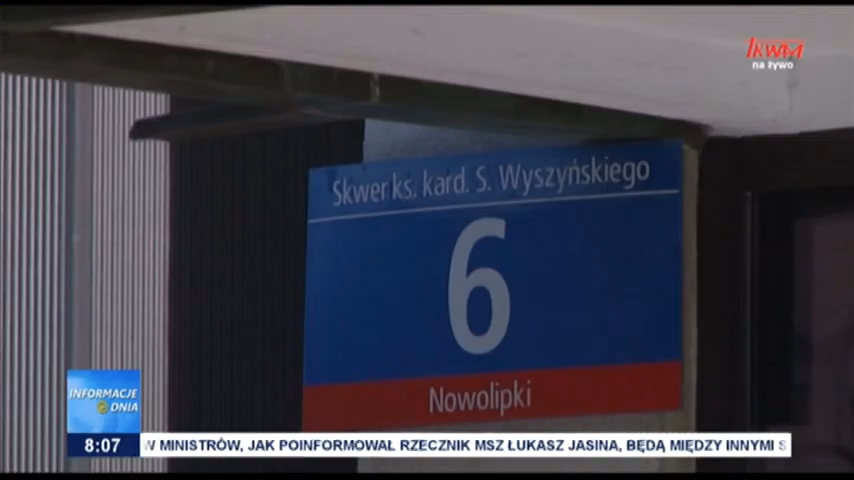 TRWAM
na żywo
Skwer ks. kard. S. Wyszyńskiego
6
Nowolipki
INFORMACJE
DNIA
8:07
W MINISTRÓW, JAK POINFORMOWAŁ RZECZNIK MSZ ŁUKASZ JASINA, BĘDĄ MIĘDZY INNYMI S